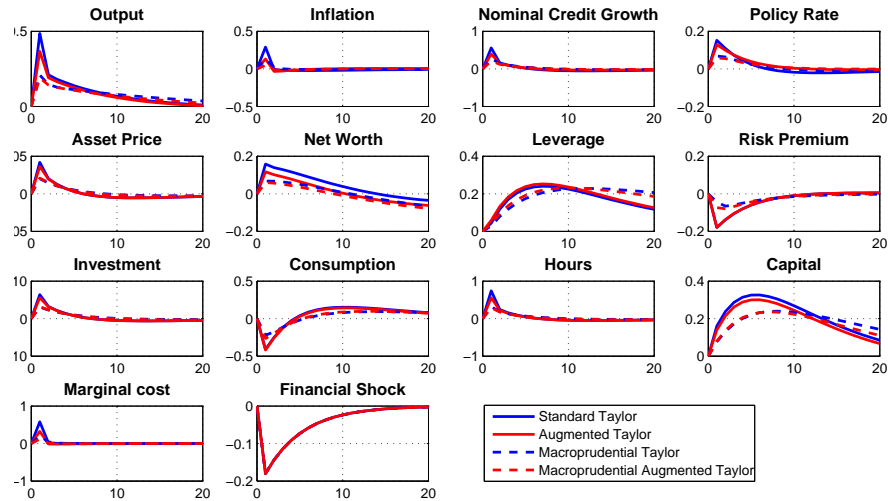 Output Inflation Nominal Credit Growth Policy Rate
.5 0.5 1 0.2
0 0 0
0 -0.5 -1 -0.2
0 10 20 0 10 20 0 10 20 0 10 20
Asset Price Net Worth Leverage Risk Premium
05 0.2 0.4 0.2
0 0 0.2 0
05 -0.2 0 -0.2
0 10 20 0 10 20 0 10 20 0 10 20
Investment Consumption Hours Capital
10 0.5 1 0.4
0 0 0 0.2
10 -0.5 -1 0
0 10 20 0 10 20 0 10 20 0 10 20
Marginal cost Financial Shock
1 0
0 -0.1
-1 -0.2
0 10 20 0 10 20
Standard Taylor
Augmented Taylor
Macroprudential Taylor
Macroprudential Augmented Taylor